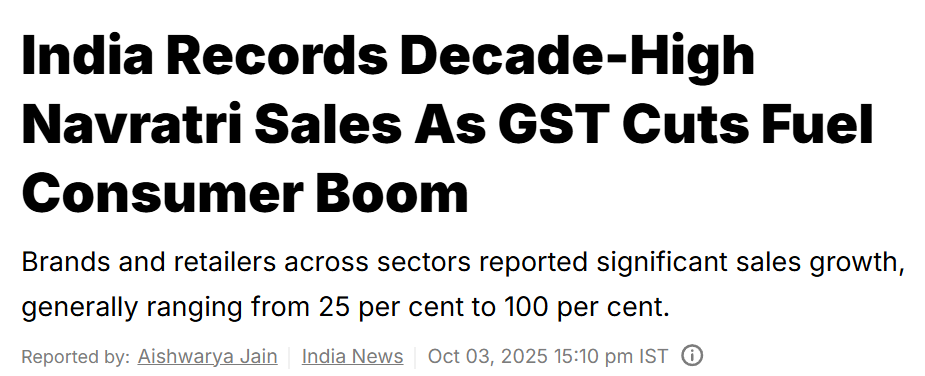 India Records Decade-High
Navratri Sales As GST Cuts Fuel
Consumer Boom
Brands and retailers across sectors reported significant sales growth,
generally ranging from 25 per cent to 100 per cent.
Reported by: Aishwarya Jain India News Oct 03, 2025 15:10 pm IST